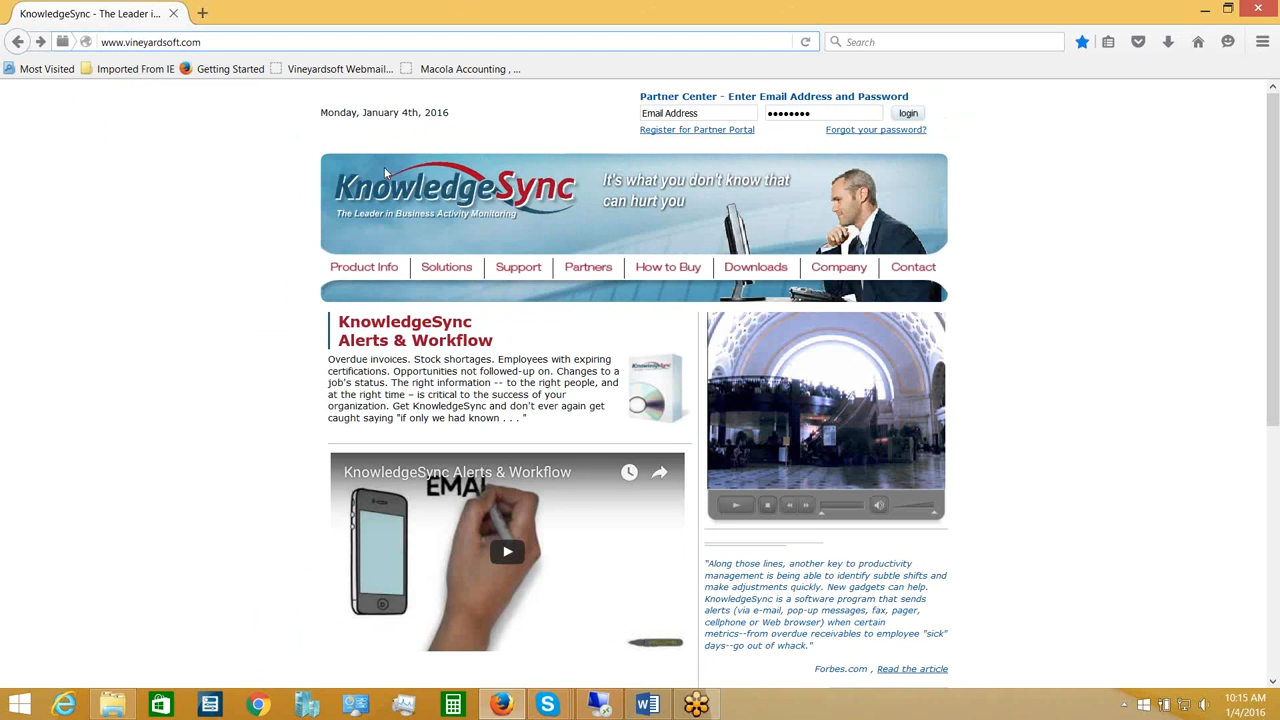 KnowledgeSync - The Leader i...
www.vineyardsoft.com
Search
Most Visited
Imported From IE
Getting Started
Vineyardsoft Webmail...
Macola Accounting , ...
Monday, January 4th, 2016
Partner Center - Enter Email Address and Password
Email Address
login
Register for Partner Portal
Forgot your password?
KnowledgeSync
The Leader in Business Activity Monitoring
It's what you don't know that
can hurt you
Product Info
Solutions
Support
Partners
How to Buy
Downloads
Company
Contact
KnowledgeSync
Alerts & Workflow
Overdue invoices. Stock shortages. Employees with expiring
certifications. Opportunities not followed-up on. Changes to a
job's status. The right information -- to the right people, and
at the right time – is critical to the success of your
organization. Get KnowledgeSync and don't ever again get
caught saying "if only we had known . . . "
KnowledgeSync
KnowledgeSync Alerts & Workflow
EMAI
"Along those lines, another key to productivity
management is being able to identify subtle shifts and
make adjustments quickly. New gadgets can help.
KnowledgeSync is a software program that sends
alerts (via e-mail, pop-up messages, fax, pager,
cellphone or Web browser) when certain
metrics--from overdue receivables to employee "sick"
days--go out of whack."
Forbes.com , Read the article
10:15 AM
1/4/2016